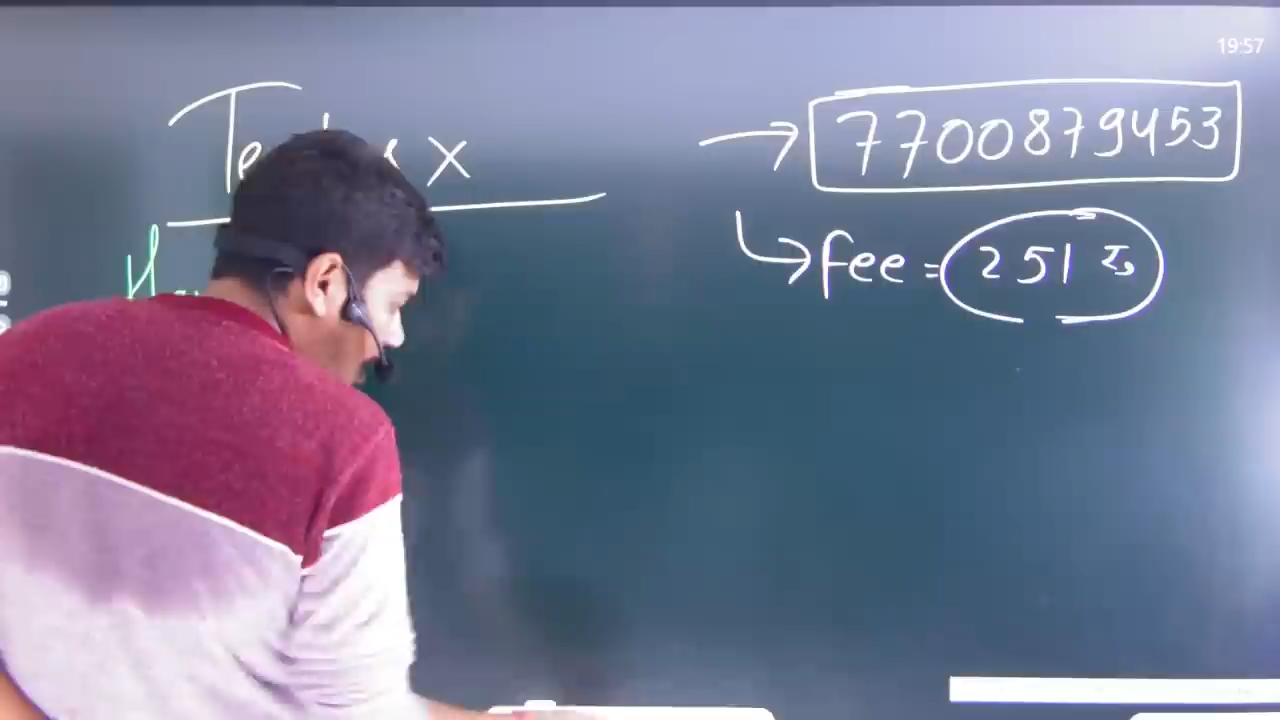 19:57
→ 7700879453
↳ fee = 251 रु